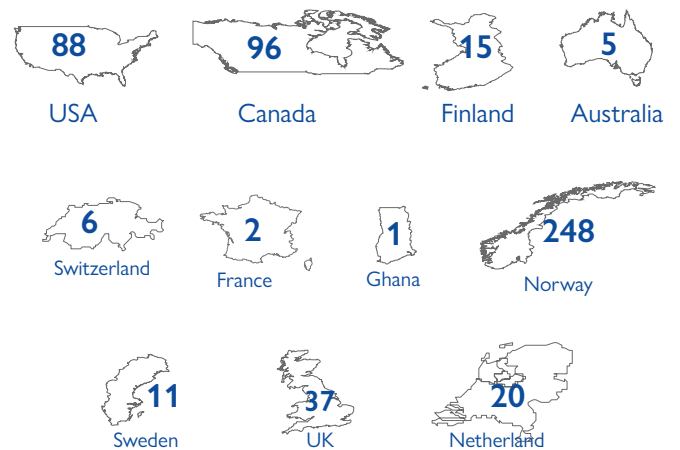 88 96 15 5
USA Canada Finland Australia
6 2 1 248
Switzerland France Ghana Norway
11 37 20
Sweden UK Netherland